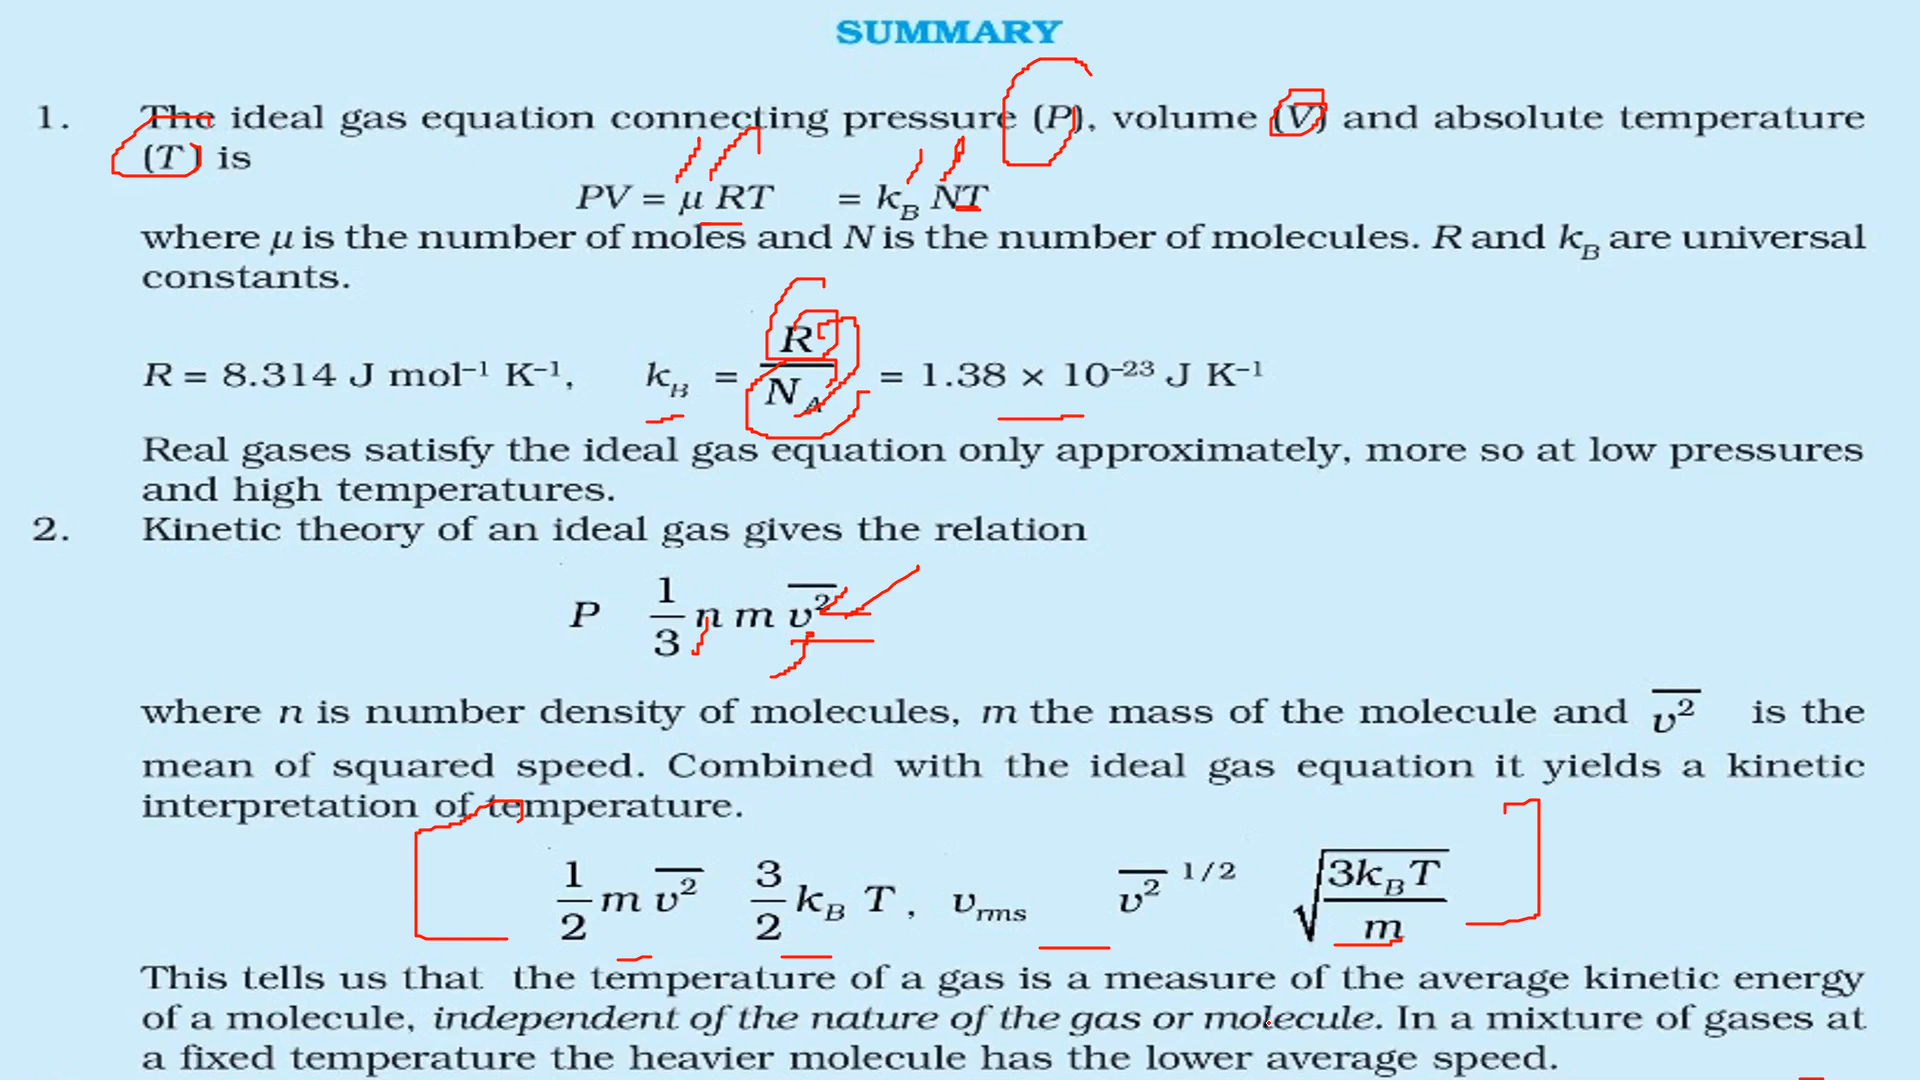 SUMMARY
1. The ideal gas equation connecting pressure (P), volume (V) and absolute temperature
(T) is
PV = μ RT = k_B NT
where μ is the number of moles and N is the number of molecules. R and k_B are universal
constants.
R = 8.314 J mol⁻¹ K⁻¹, k_B = R/N_A = 1.38 × 10⁻²³ J K⁻¹
Real gases satisfy the ideal gas equation only approximately, more so at low pressures
and high temperatures.
2. Kinetic theory of an ideal gas gives the relation
P 1/3 n m v̅²
where n is number density of molecules, m the mass of the molecule and v̅² is the
mean of squared speed. Combined with the ideal gas equation it yields a kinetic
interpretation of temperature.
1/2 m v̅² 3/2 k_B T, v_rms v̅² ^1/2 √(3k_B T/m)
This tells us that the temperature of a gas is a measure of the average kinetic energy
of a molecule, independent of the nature of the gas or molecule. In a mixture of gases at
a fixed temperature the heavier molecule has the lower average speed.